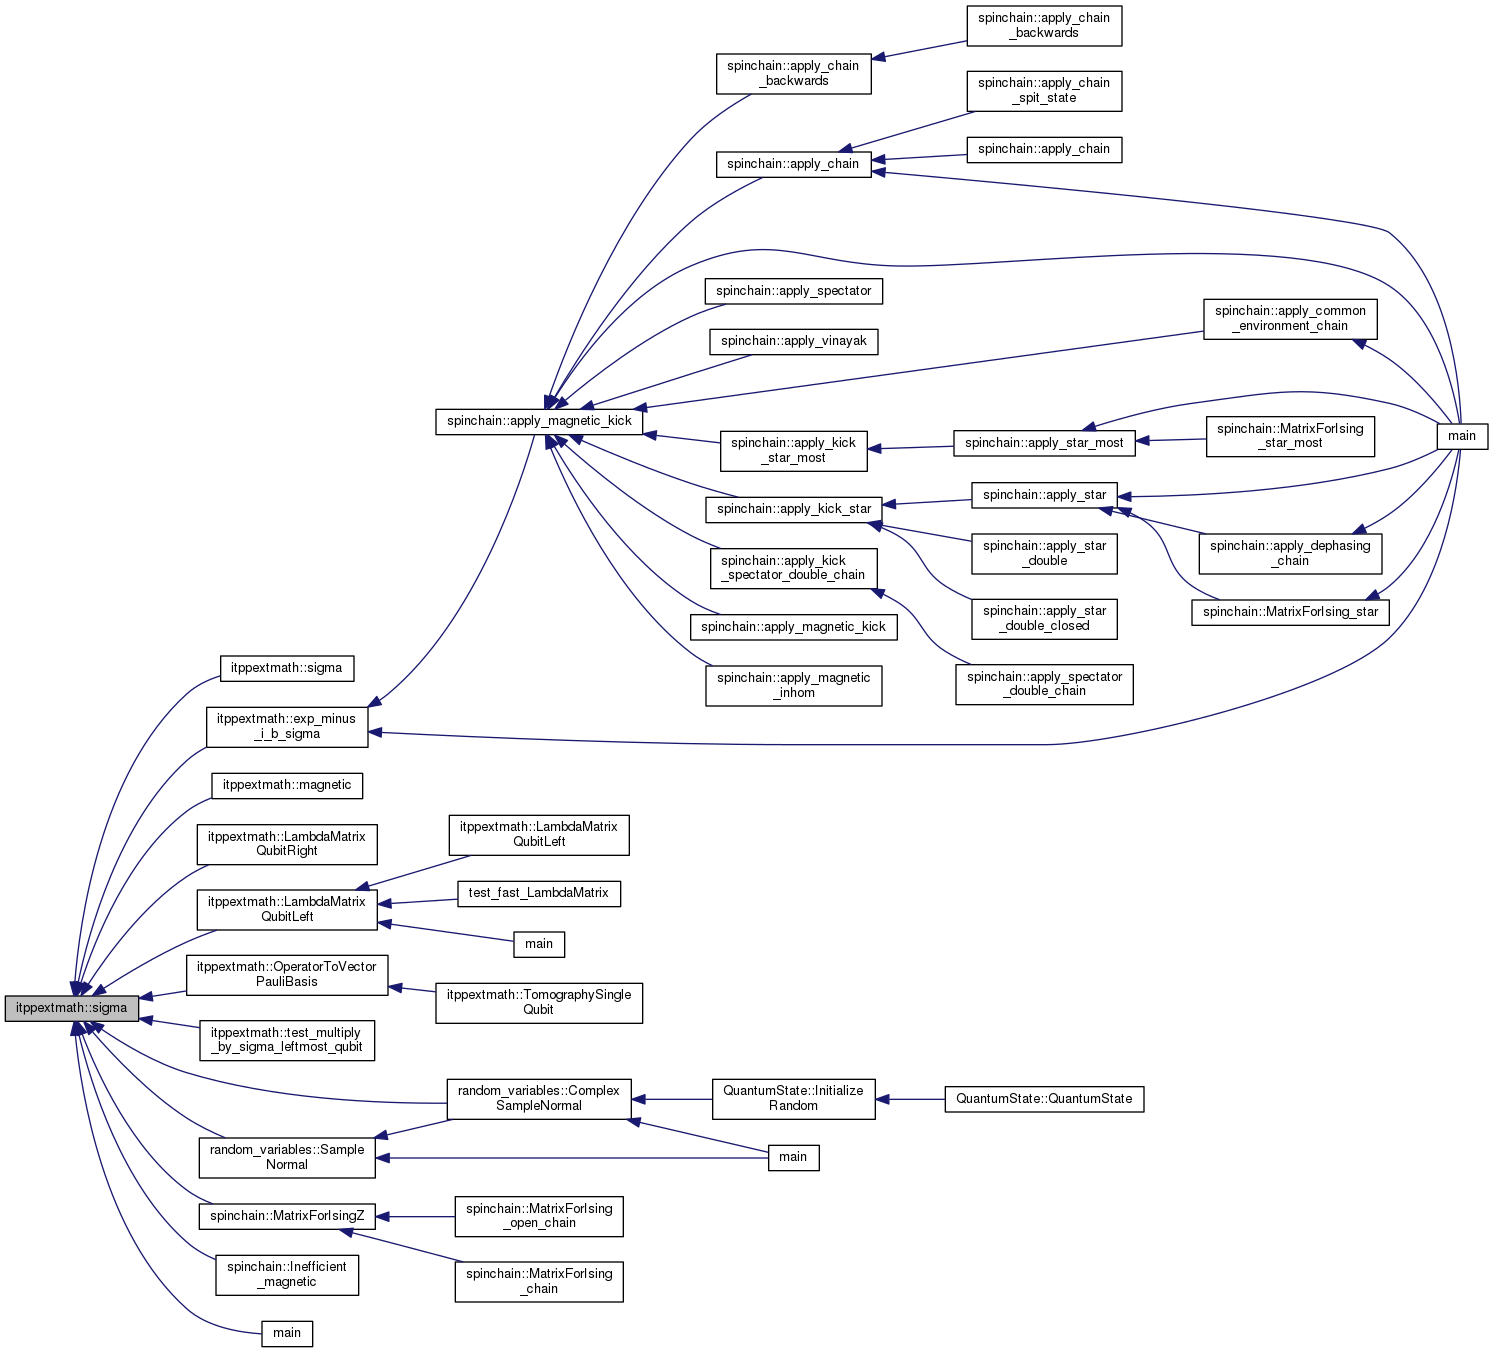 spinchain::apply_chain
_backwards
spinchain::apply_chain
_backwards
spinchain::apply_chain
_spit_state
spinchain::apply_chain
spinchain::apply_chain
spinchain::apply_spectator
spinchain::apply_common
_environment_chain
spinchain::apply_vinayak
spinchain::apply_magnetic_kick
spinchain::apply_kick
_star_most
spinchain::apply_star_most
spinchain::MatrixForIsing
_star_most
main
spinchain::apply_kick_star
spinchain::apply_star
spinchain::apply_star
_double
spinchain::apply_dephasing
_chain
spinchain::apply_kick
_spectator_double_chain
spinchain::apply_star
_double_closed
spinchain::MatrixForIsing_star
spinchain::apply_magnetic_kick
spinchain::apply_magnetic
_inhom
spinchain::apply_spectator
_double_chain
itppextmath::sigma
itppextmath::exp_minus
_i_b_sigma
itppextmath::magnetic
itppextmath::LambdaMatrix
QubitRight
itppextmath::LambdaMatrix
QubitLeft
itppextmath::LambdaMatrix
QubitLeft
test_fast_LambdaMatrix
main
itppextmath::OperatorToVector
PauliBasis
itppextmath::TomographySingle
Qubit
itppextmath::sigma
itppextmath::test_multiply
_by_sigma_leftmost_qubit
random_variables::Complex
SampleNormal
QuantumState::Initialize
Random
QuantumState::QuantumState
random_variables::Sample
Normal
main
spinchain::MatrixForIsingZ
spinchain::MatrixForIsing
_open_chain
spinchain::Inefficient
_magnetic
spinchain::MatrixForIsing
_chain
main